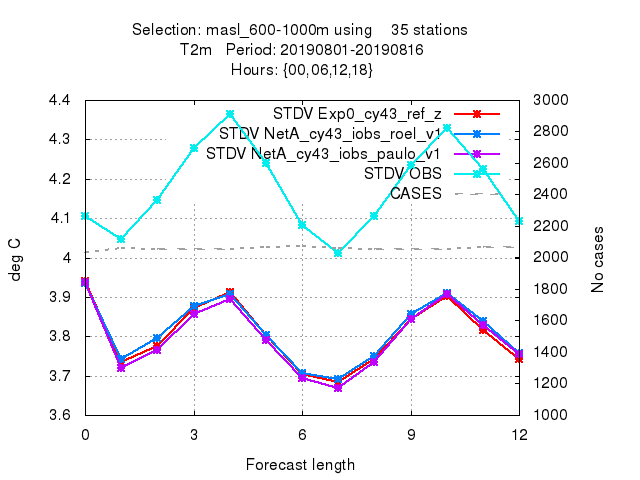 Selection: masl_600-1000m using    35 stations
T2m   Period: 20190801-20190816
Hours: {00,06,12,18}
4.4
4.3
4.2
4.1
4
3.9
3.8
3.7
3.6
deg C
STDV Exp0_cy43_ref_z
STDV NetA_cy43_iobs_roel_v1
STDV NetA_cy43_iobs_paulo_v1
STDV OBS
CASES
3000
2800
2600
2400
2200
2000
1800
1600
1400
1200
1000
No cases
0 3 6 9 12
Forecast length